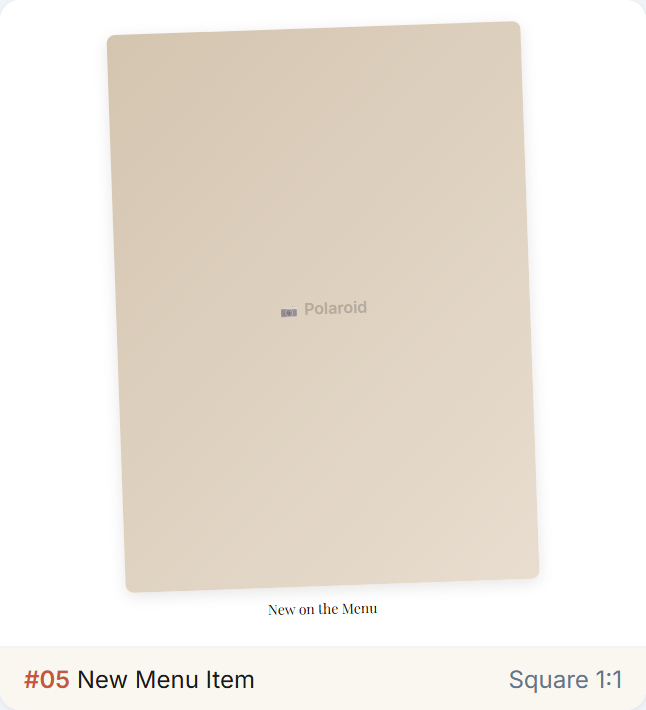 📷 Polaroid
New on the Menu
#05 New Menu Item
Square 1:1